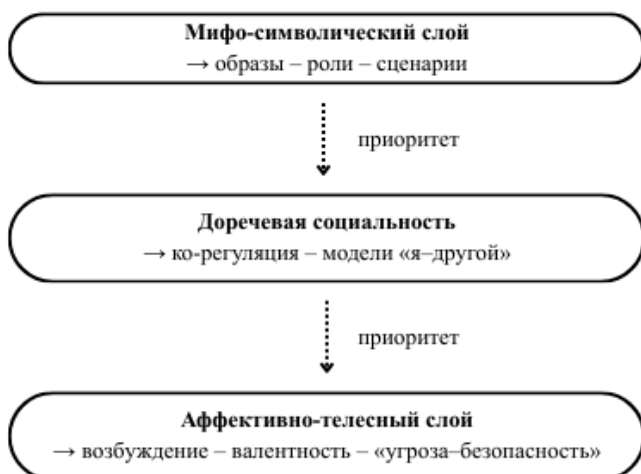 Мифо-символический слой
→ образы – роли – сценарии
приоритет
Доречевая социальность
→ ко-регуляция – модели «я–другой»
приоритет
Аффективно-телесный слой
→ возбуждение – валентность – «угроза–безопасность»